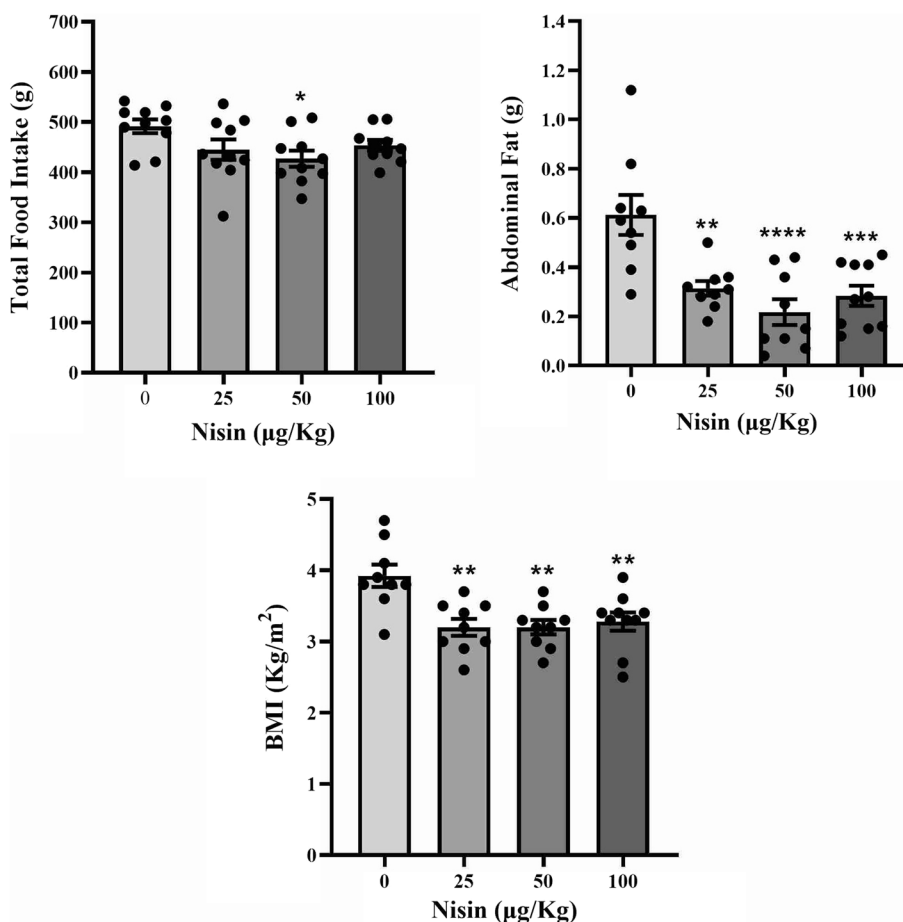 Total Food Intake (g)
700
600
500
400
300
200
100
0
*
0 25 50 100
Nisin (µg/Kg)
Abdominal Fat (g)
1.4
1.2
1.0
0.8
0.6
0.4
0.2
0.0
** **** ***
0 25 50 100
Nisin (µg/Kg)
BMI (Kg/m²)
5
4
3
2
1
0
** ** **
0 25 50 100
Nisin (µg/Kg)